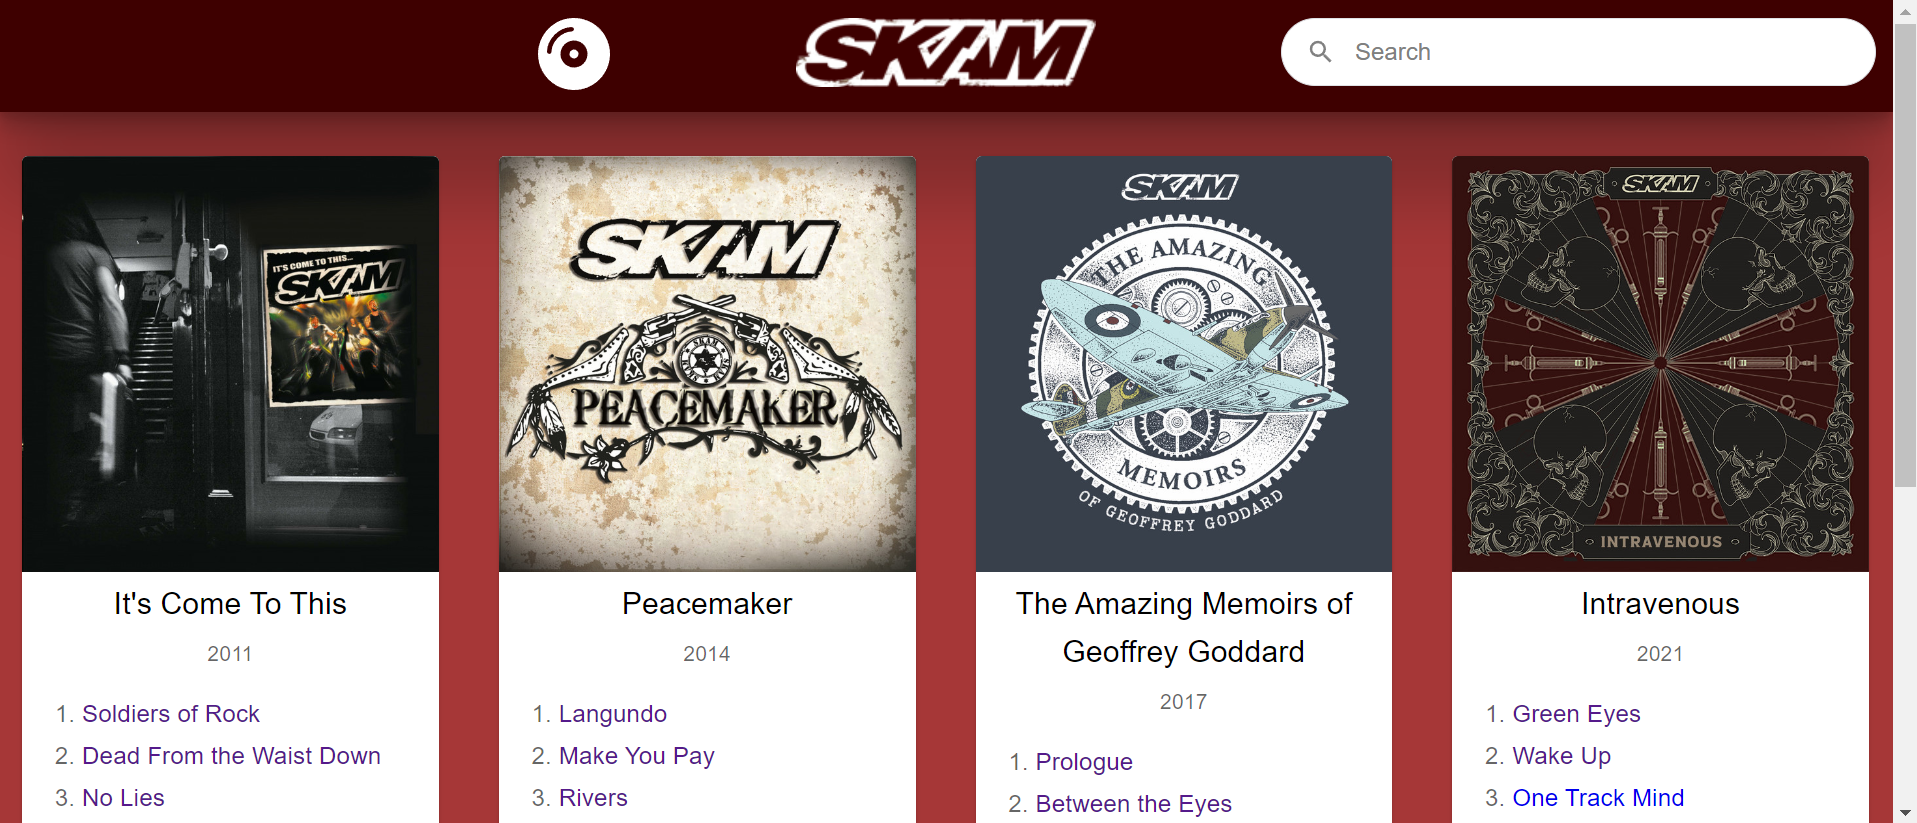 SKAM
Search
IT'S COME TO THIS...
SKAM
It's Come To This
2011
1. Soldiers of Rock
2. Dead From the Waist Down
3. No Lies
SKAM
SKAM
PEACEMAKER
Peacemaker
2014
1. Langundo
2. Make You Pay
3. Rivers
SKAM
THE AMAZING
MEMOIRS
OF GEOFFREY GODDARD
The Amazing Memoirs of
Geoffrey Goddard
2017
1. Prologue
2. Between the Eyes
SKAM
INTRAVENOUS
Intravenous
2021
1. Green Eyes
2. Wake Up
3. One Track Mind